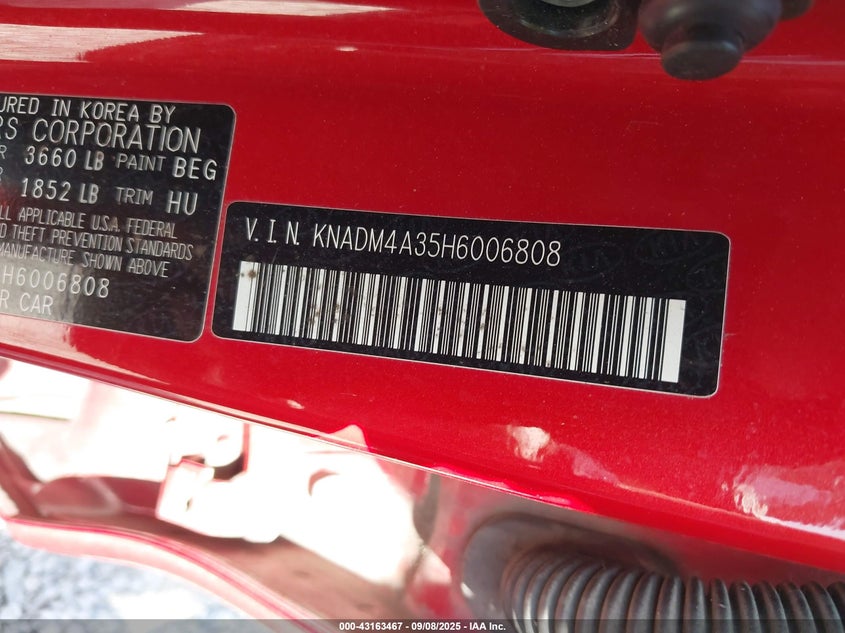 URED IN KOREA BY
RS CORPORATION
R 3660 LB PAINT BEG
R 1852 LB TRIM HU
LL APPLICABLE U.S.A. FEDERAL
D THEFT PREVENTION STANDARDS
MANUFACTURE SHOWN ABOVE
H6006808
R CAR
V. I. N. KNADM4A35H6006808
000-43163467 - 09/08/2025 - IAA Inc.